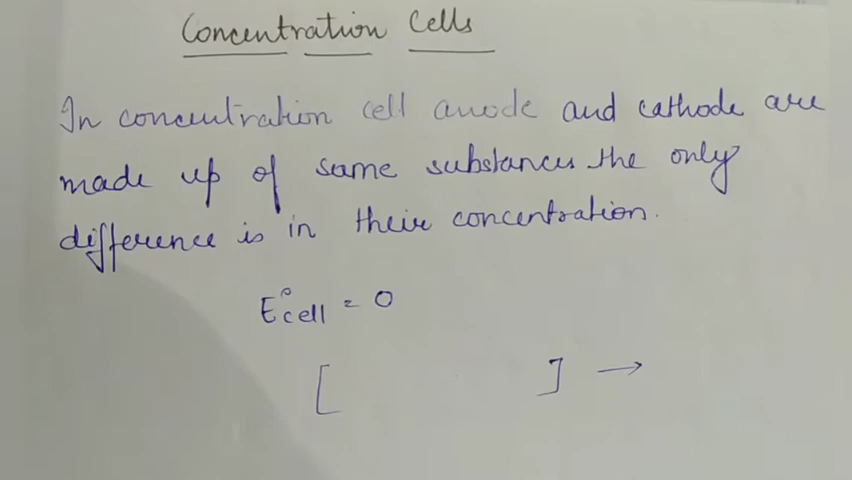 Concentration Cells
In concentration cell anode and cathode are
made up of same substances the only
difference is in their concentration.
E°cell = 0
[ ] →